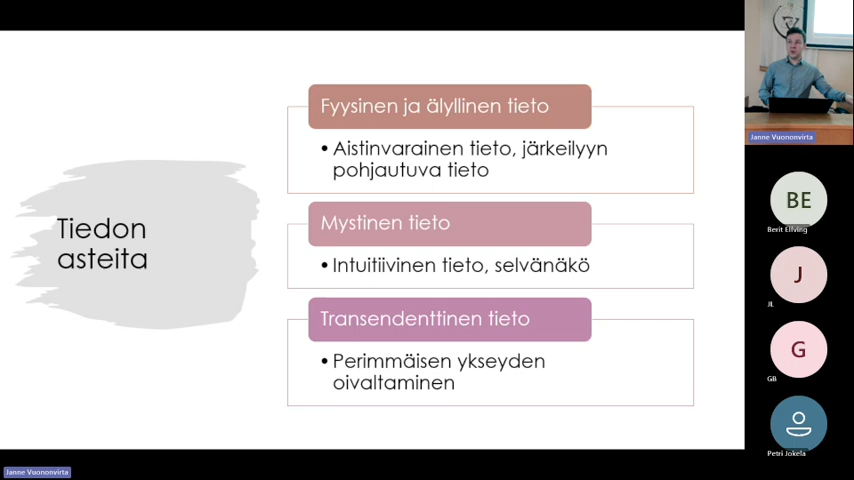 Tiedon
asteita
Fyysinen ja älyllinen tieto
• Aistinvarainen tieto, järkeilyyn
pohjautuva tieto
Mystinen tieto
• Intuitiivinen tieto, selvänäkö
Transendenttinen tieto
• Perimmäisen ykseyden
oivaltaminen
Janne Vuononvirta
BE
Berit Elfving
J
JL
G
GB
Petri Jokela
Janne Vuononvirta